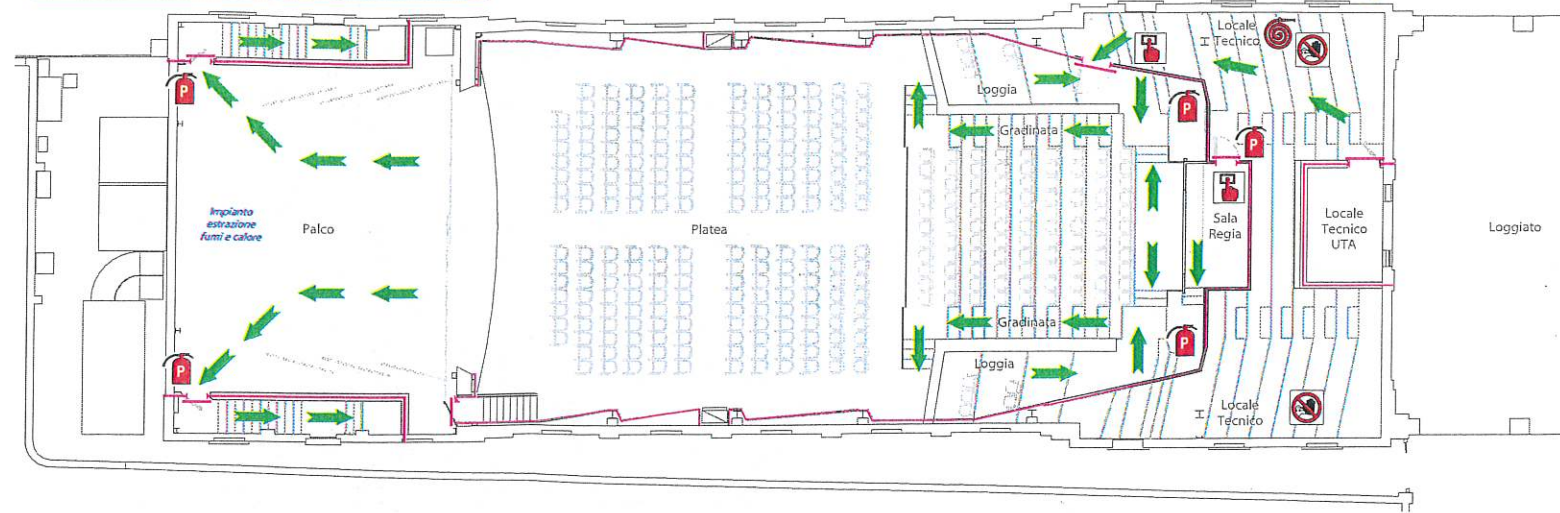 Locale
Tecnico
P
Loggia
P
Gradinata
P
Impianto
estrazione
fumi e calore
Palco
Platea
Sala
Regia
Locale
Tecnico
UTA
Loggiato
Gradinata
P
Loggia
P
Locale
Tecnico